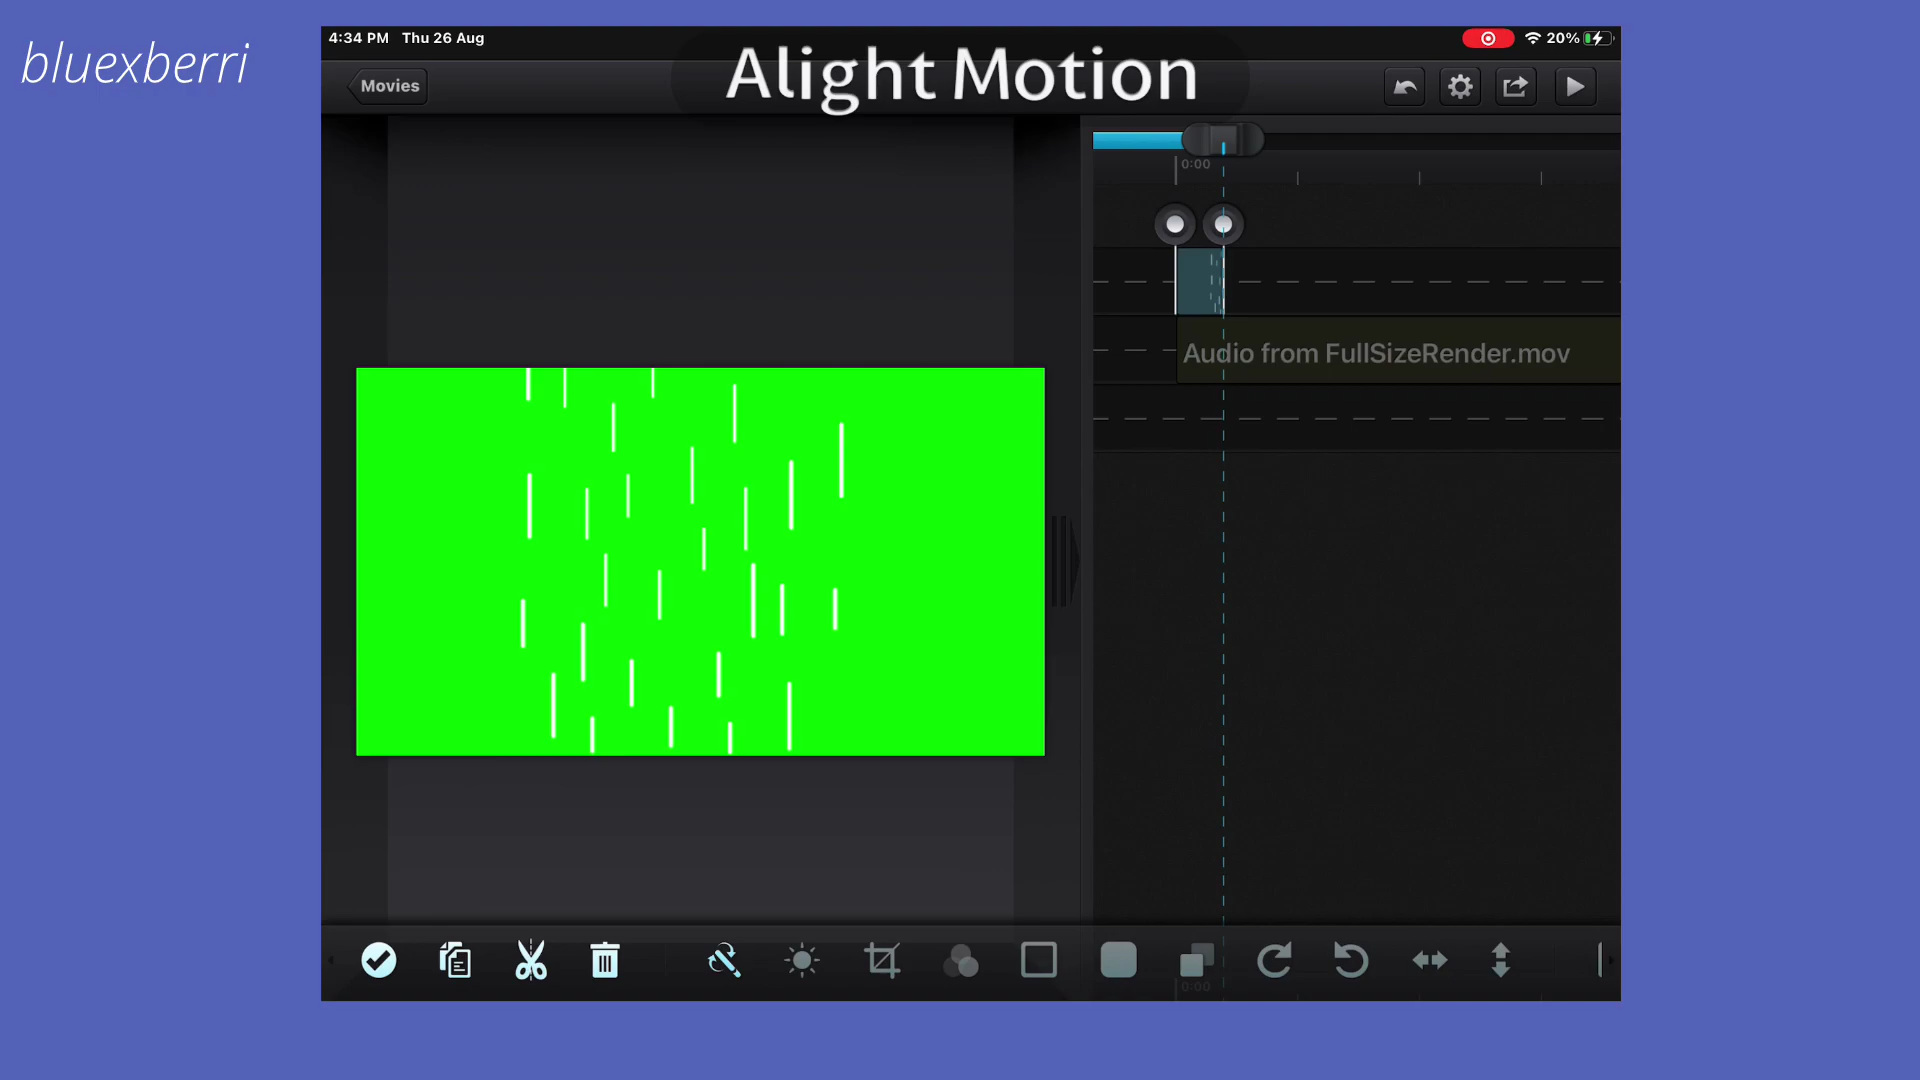 bluexberri
4:34 PM Thu 26 Aug
20%
Movies
Alight Motion
0:00
Audio from FullSizeRender.mov
0:00